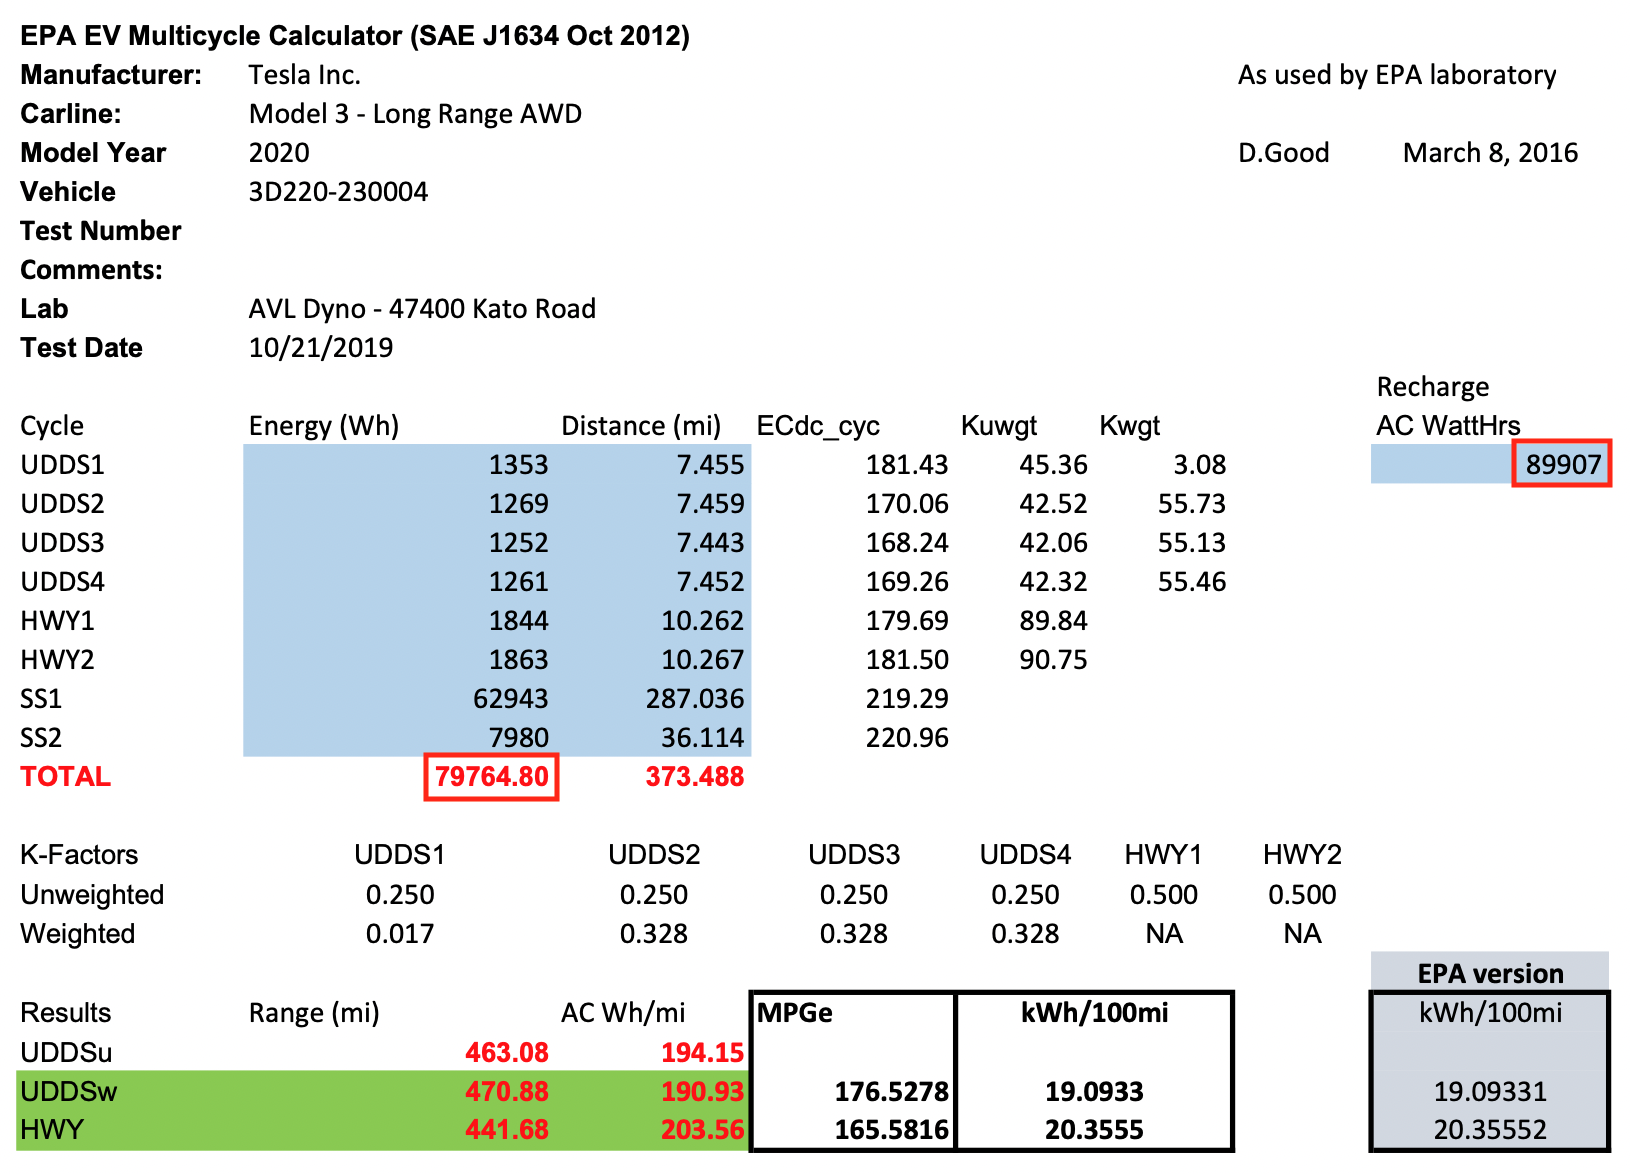 EPA EV Multicycle Calculator (SAE J1634 Oct 2012)
Manufacturer: Tesla Inc. As used by EPA laboratory
Carline: Model 3 - Long Range AWD
Model Year 2020 D.Good March 8, 2016
Vehicle 3D220-230004
Test Number
Comments:
Lab AVL Dyno - 47400 Kato Road
Test Date 10/21/2019
Recharge
Cycle Energy (Wh) Distance (mi) ECdc_cyc Kuwgt Kwgt AC WattHrs
UDDS1 1353 7.455 181.43 45.36 3.08 89907
UDDS2 1269 7.459 170.06 42.52 55.73
UDDS3 1252 7.443 168.24 42.06 55.13
UDDS4 1261 7.452 169.26 42.32 55.46
HWY1 1844 10.262 179.69 89.84
HWY2 1863 10.267 181.50 90.75
SS1 62943 287.036 219.29
SS2 7980 36.114 220.96
TOTAL 79764.80 373.488
K-Factors UDDS1 UDDS2 UDDS3 UDDS4 HWY1 HWY2
Unweighted 0.250 0.250 0.250 0.250 0.500 0.500
Weighted 0.017 0.328 0.328 0.328 NA NA
EPA version
Results Range (mi) AC Wh/mi MPGe kWh/100mi kWh/100mi
UDDSu 463.08 194.15
UDDSw 470.88 190.93 176.5278 19.0933 19.09331
HWY 441.68 203.56 165.5816 20.3555 20.35552